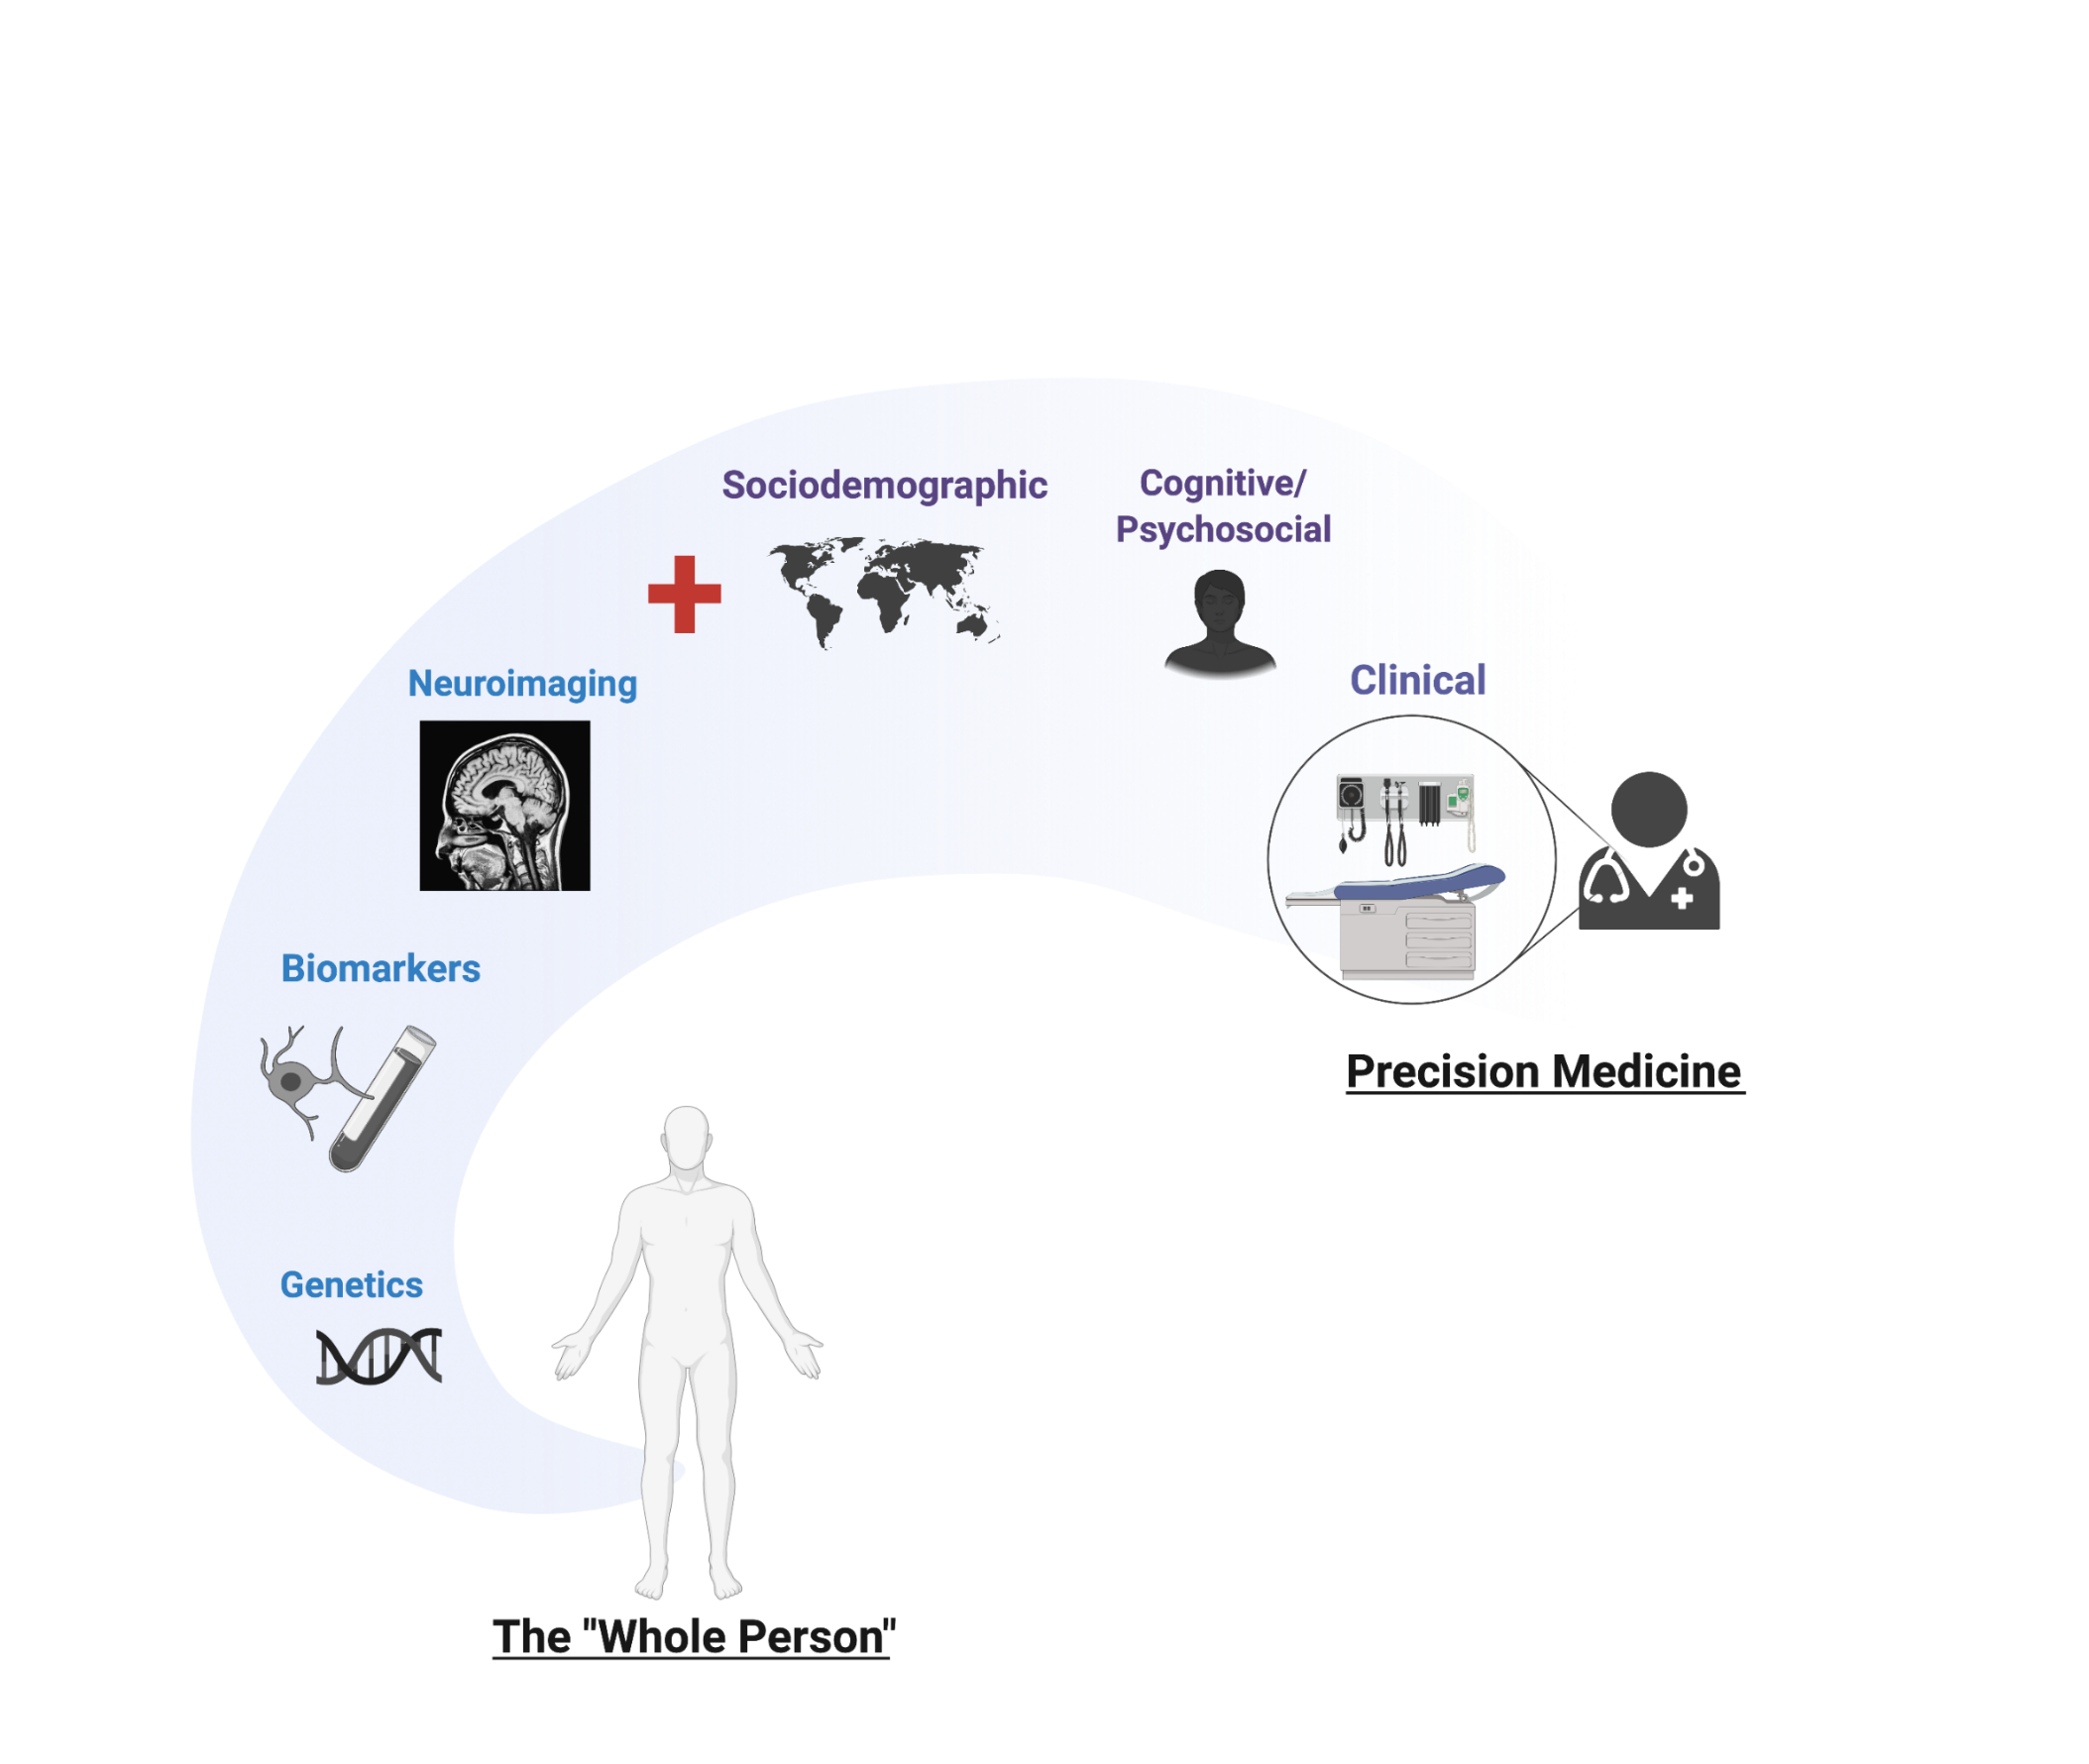 Sociodemographic
Cognitive/
Psychosocial
Neuroimaging
Clinical
Biomarkers
Precision Medicine
Genetics
The "Whole Person"